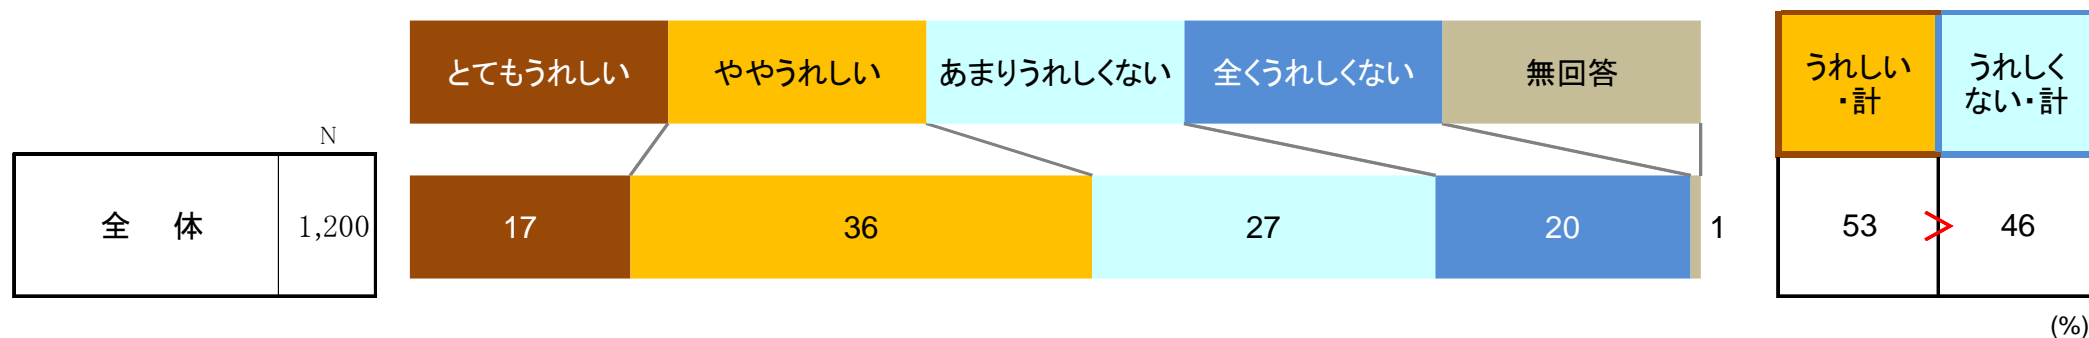 とてもうれしい ややうれしい あまりうれしくない 全くうれしくない 無回答
うれしい
・計
うれしく
ない・計
N
全 体 1,200 17 36 27 20 1 53 > 46
(%)